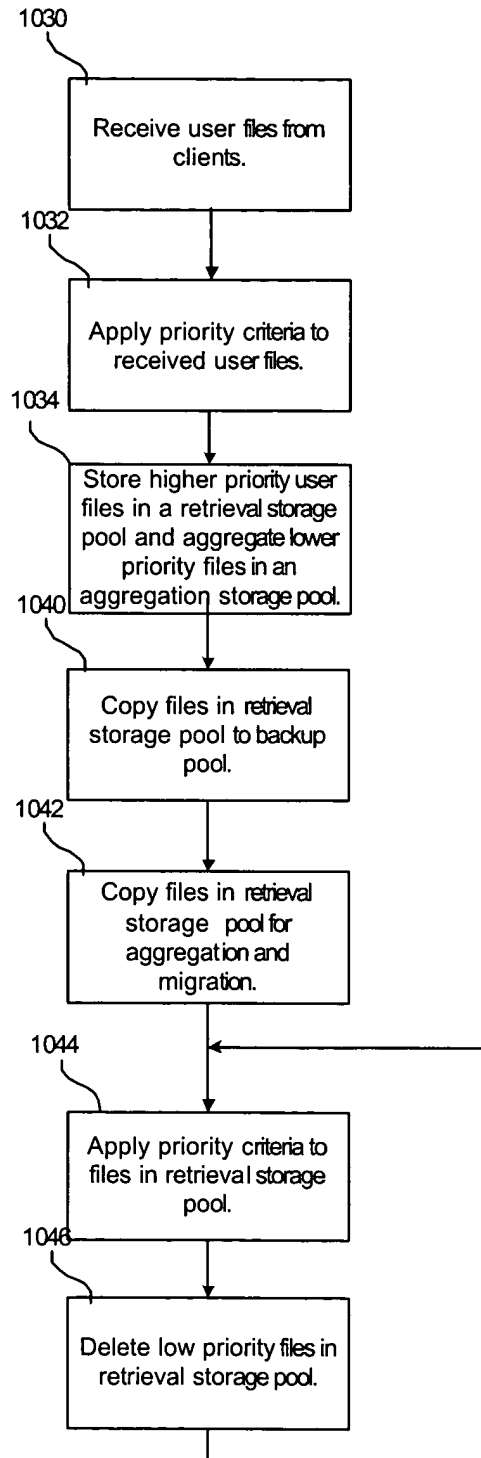 1030
Receive user files from
clients.
1032
Apply priority criteria to
received user files.
1034
Store higher priority user
files in a retrieval storage
pool and aggregate lower
priority files in an
aggregation storage pool.
1040
Copy files in retrieval
storage pool to backup
pool.
1042
Copy files in retrieval
storage pool for
aggregation and
migration.
1044
Apply priority criteria to
files in retrieval storage
pool.
1046
Delete low priority files in
retrieval storage pool.